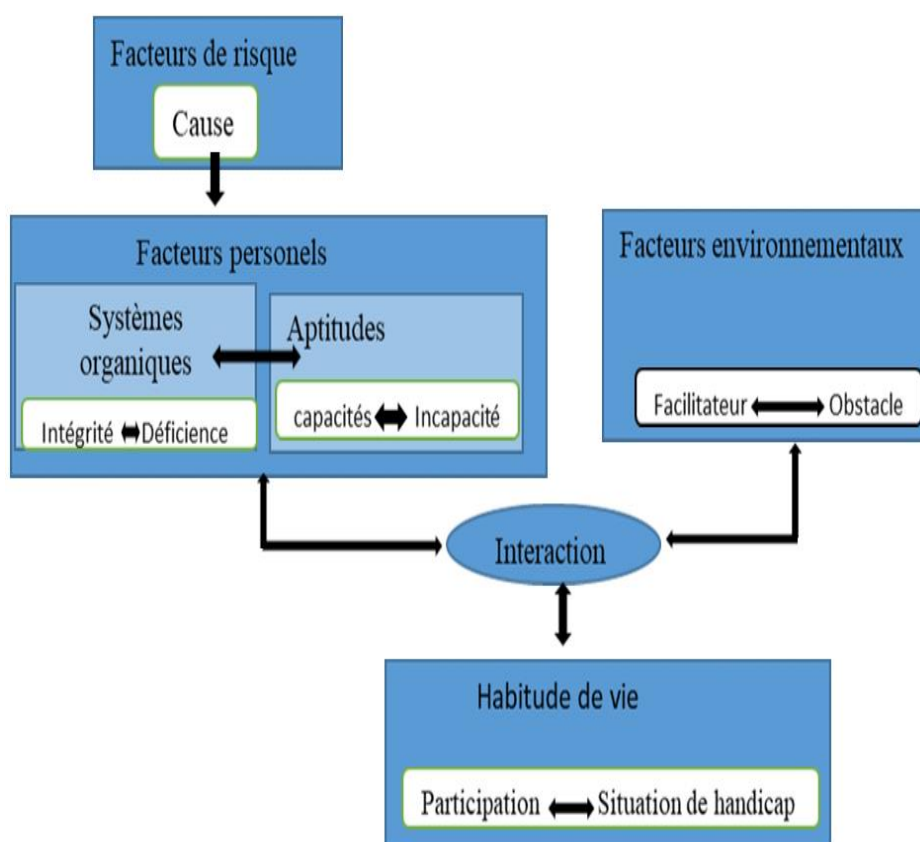 Facteurs de risque
Cause
Facteurs personels
Systèmes
organiques
Intégrité Déficience
Aptitudes
capacités Incapacité
Facteurs environnementaux
Facilitateur Obstacle
Interaction
Habitude de vie
Participation Situation de handicap